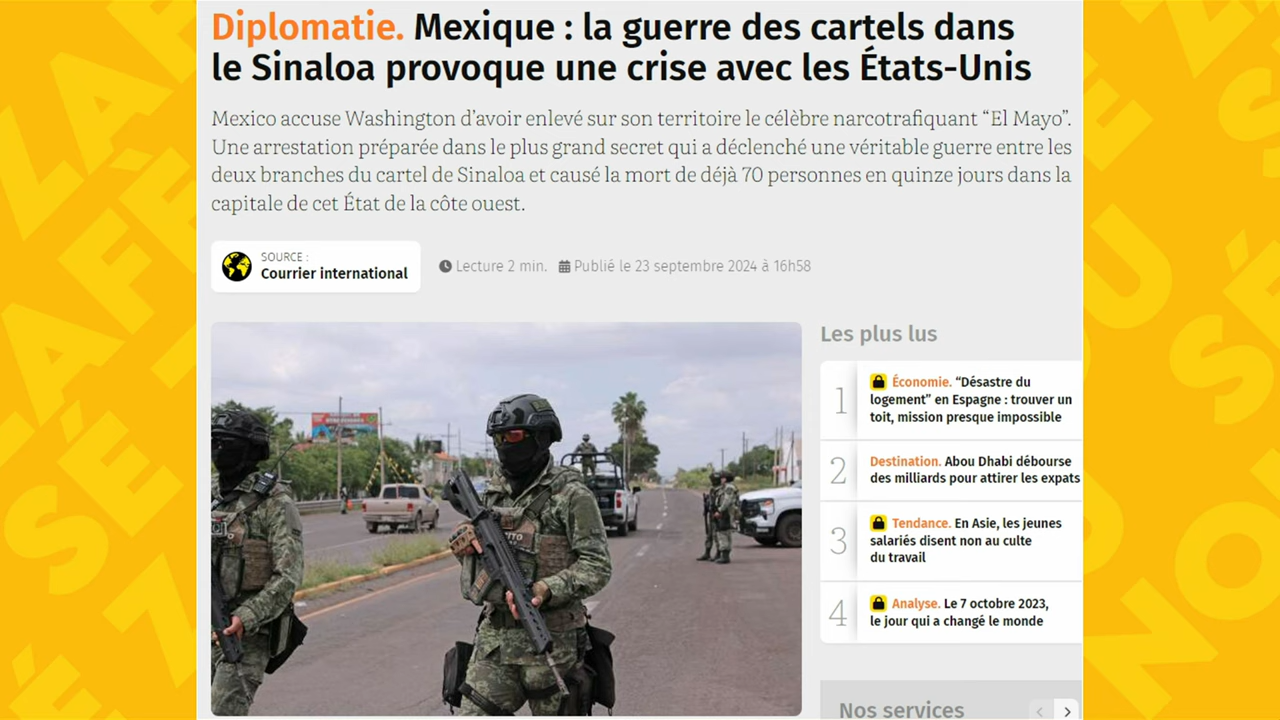 Diplomatie. Mexique : la guerre des cartels dans
le Sinaloa provoque une crise avec les États-Unis
Mexico accuse Washington d’avoir enlevé sur son territoire le célèbre narcotrafiquant “El Mayo”.
Une arrestation préparée dans le plus grand secret qui a déclenché une véritable guerre entre les
deux branches du cartel de Sinaloa et causé la mort de déjà 70 personnes en quinze jours dans la
capitale de cet État de la côte ouest.
SOURCE :
Courrier international
Lecture 2 min.
Publié le 23 septembre 2024 à 16h58
Les plus lus
1
Économie. “Désastre du
logement” en Espagne : trouver un
toit, mission presque impossible
2
Destination. Abou Dhabi débourse
des milliards pour attirer les expats
3
Tendance. En Asie, les jeunes
salariés disent non au culte
du travail
4
Analyse. Le 7 octobre 2023,
le jour qui a changé le monde
Nos services